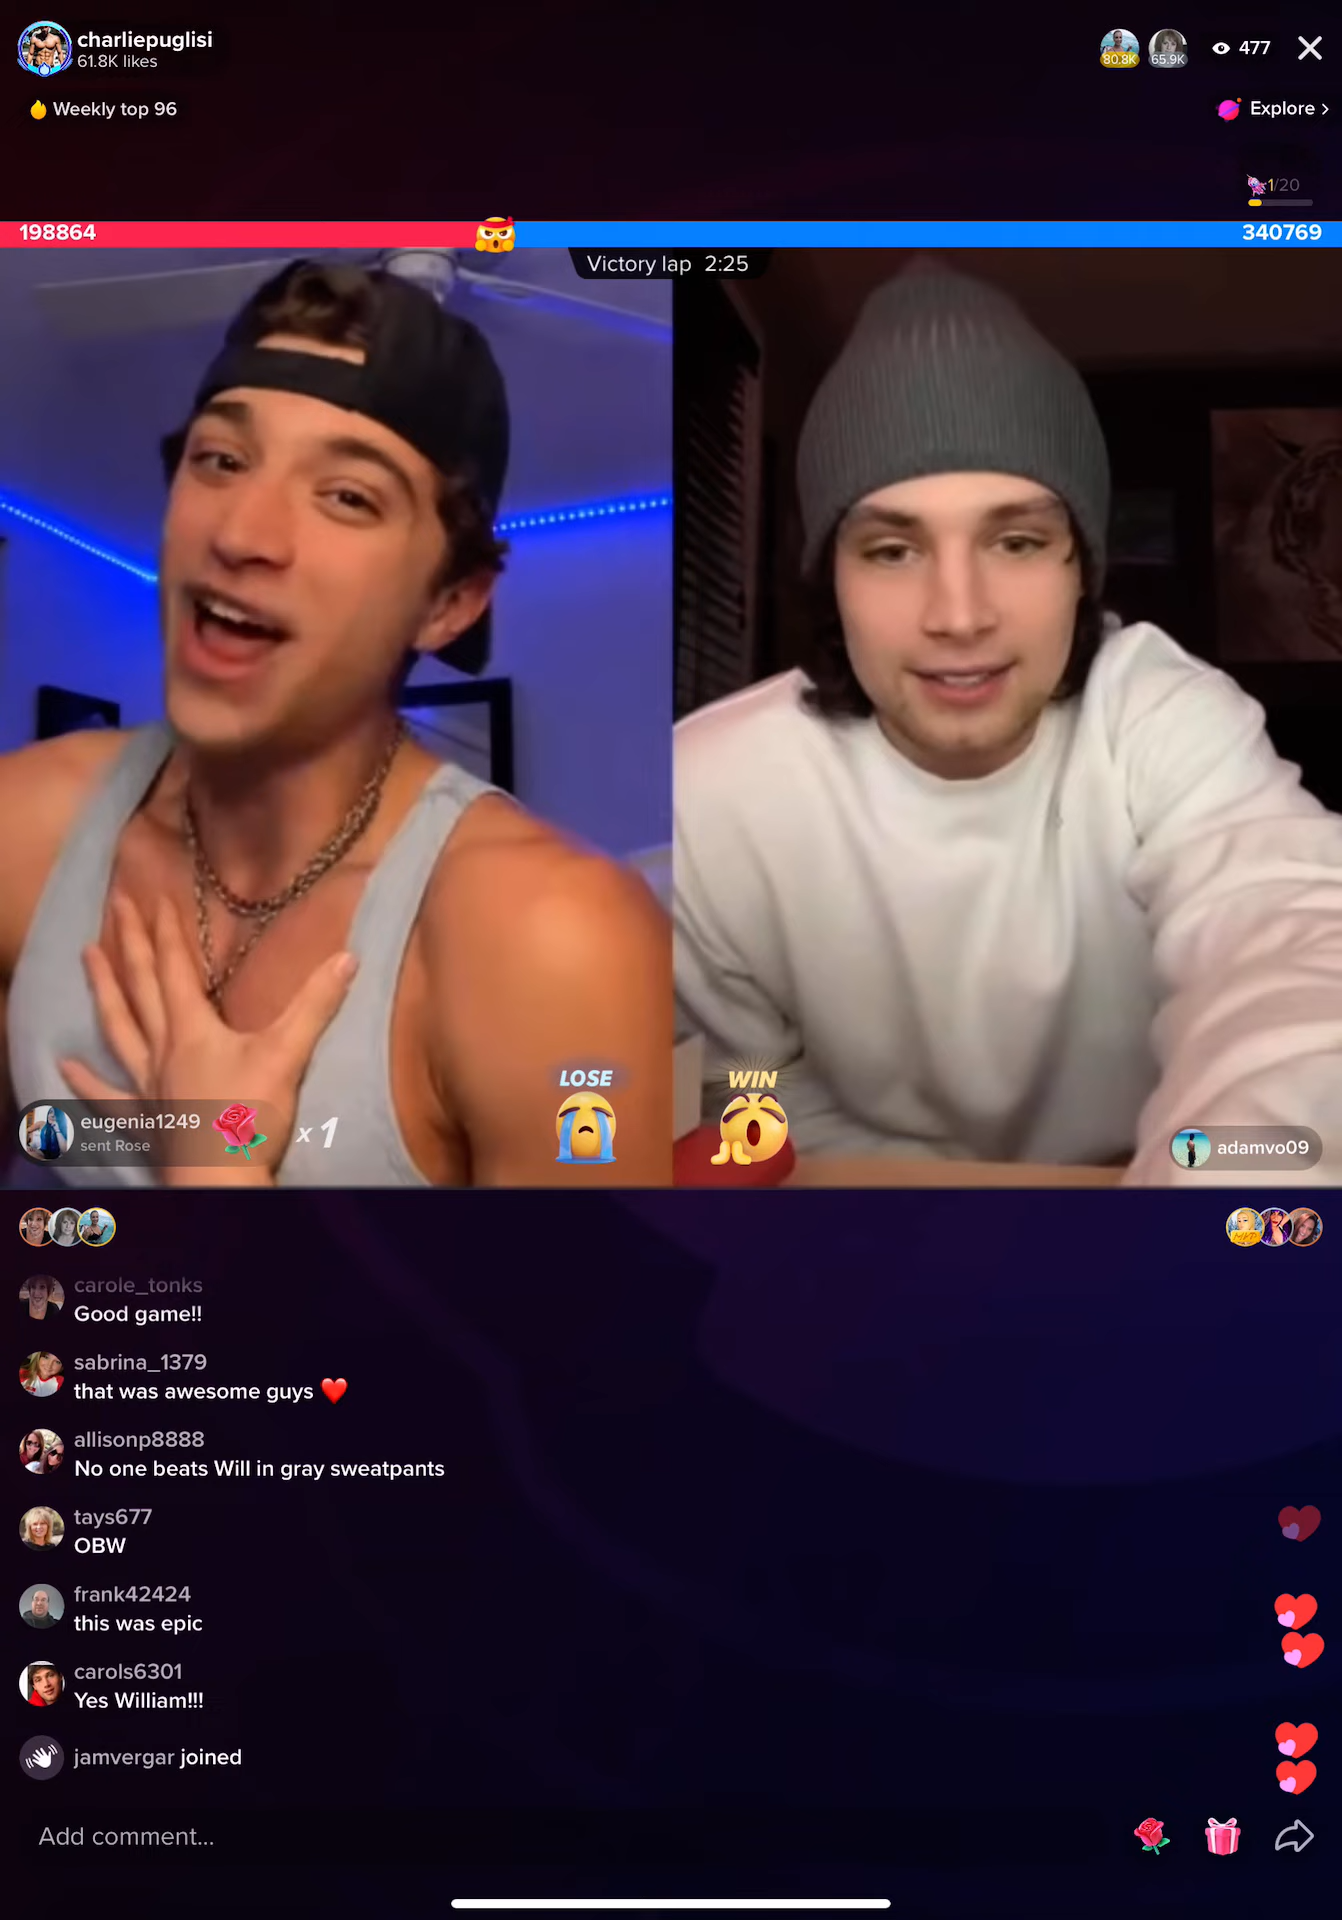 charliepuglisi
61.8K likes
80.8K
65.9K
477
Weekly top 96
Explore >
1/20
198864
340769
Victory lap 2:25
LOSE
WIN
eugenia1249
sent Rose
x 1
adamvo09
MVP
carole_tonks
Good game!!
sabrina_1379
that was awesome guys ❤️
allisonp8888
No one beats Will in gray sweatpants
tays677
OBW
frank42424
this was epic
carols6301
Yes William!!!
jamvergar joined
Add comment...